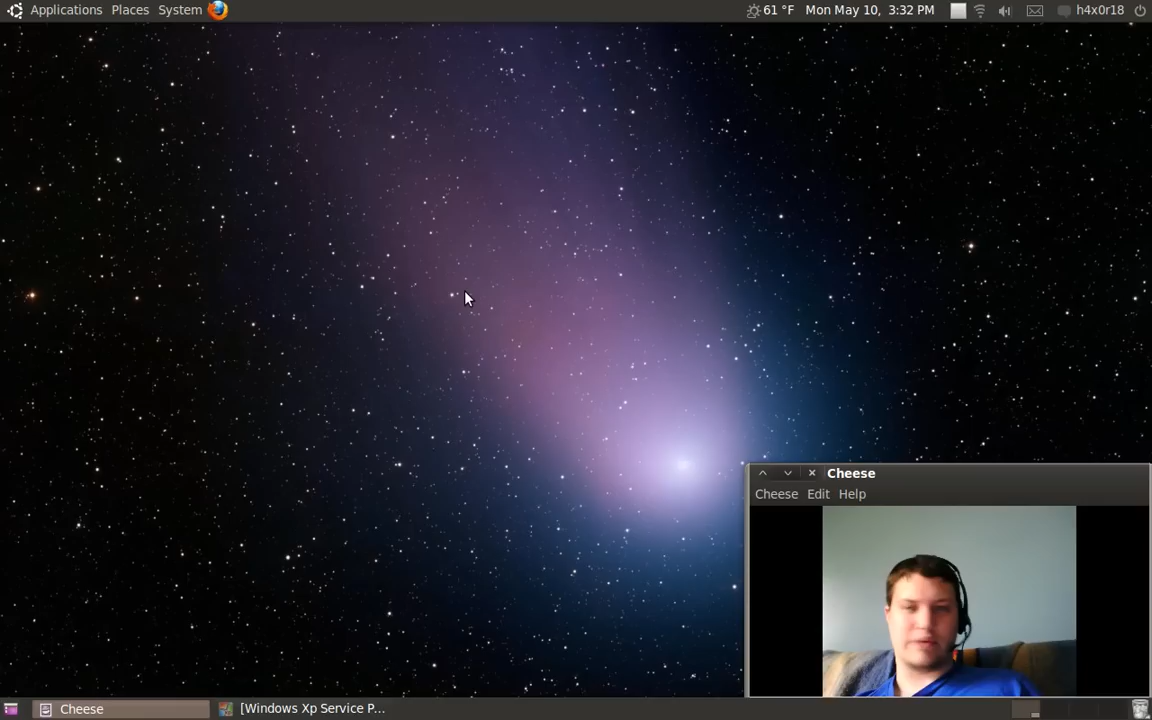 Applications Places System 61 °F Mon May 10, 3:32 PM h4x0r18
Cheese
Cheese Edit Help
Cheese [Windows Xp Service P...